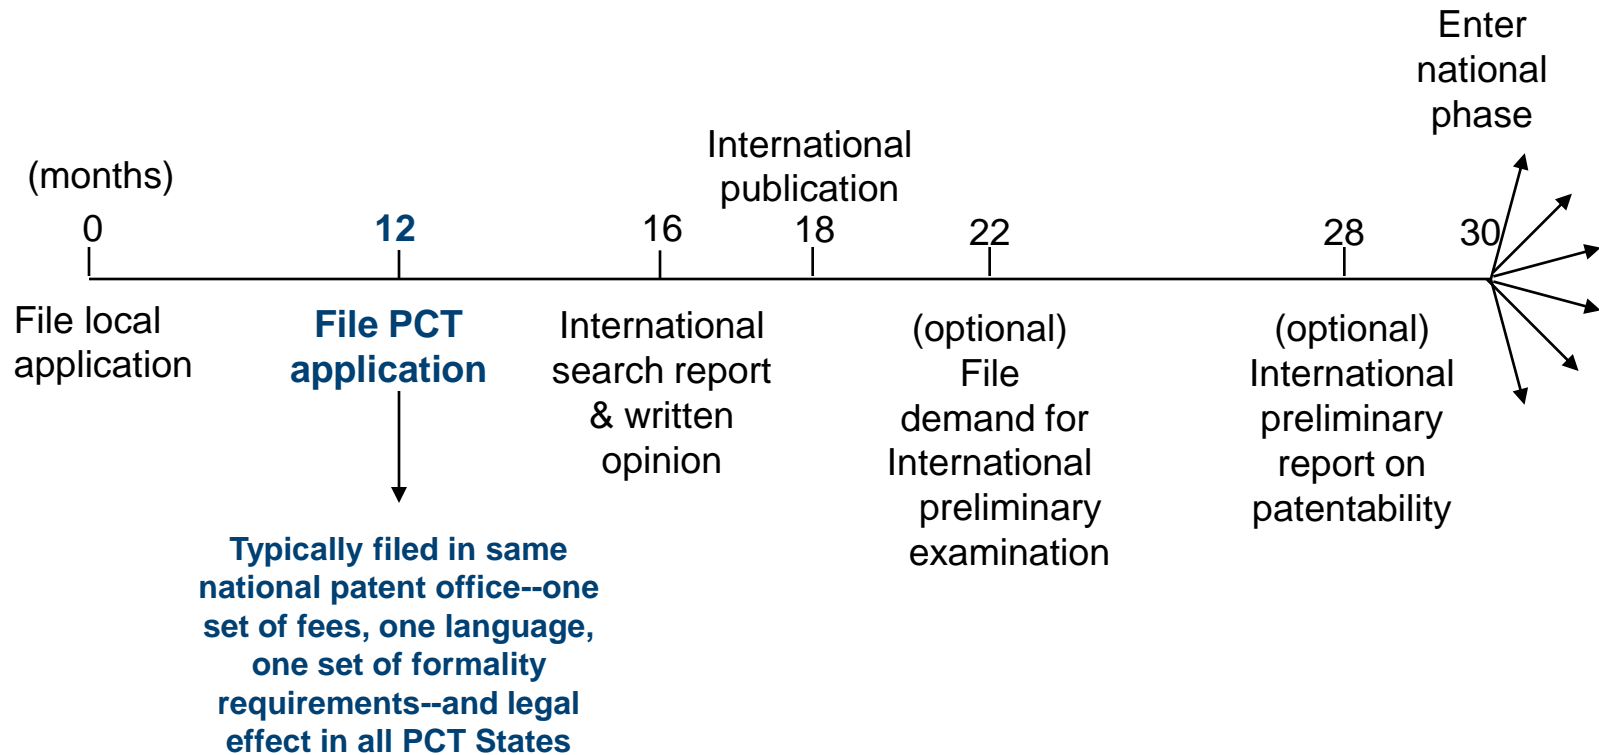 Enter
national
phase
International
publication
(months)
0
12
16
18
22
28
30
File local
application
File PCT
application
International
search report
& written
opinion
(optional)
File
demand for
International
preliminary
examination
(optional)
International
preliminary
report on
patentability
Typically filed in same
national patent office--one
set of fees, one language,
one set of formality
requirements--and legal
effect in all PCT States